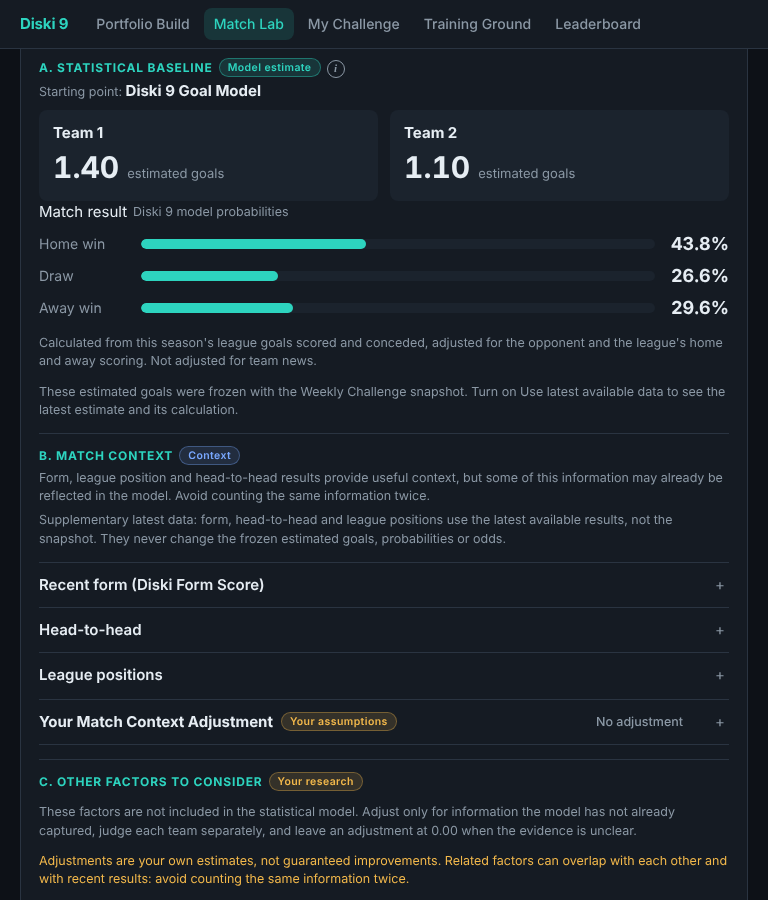 Diski 9 Portfolio Build Match Lab My Challenge Training Ground Leaderboard
A. STATISTICAL BASELINE Model estimate i
Starting point: Diski 9 Goal Model
Team 1 Team 2
1.40 estimated goals 1.10 estimated goals
Match result Diski 9 model probabilities
Home win 43.8%
Draw 26.6%
Away win 29.6%
Calculated from this season's league goals scored and conceded, adjusted for the opponent and the league's home
and away scoring. Not adjusted for team news.
These estimated goals were frozen with the Weekly Challenge snapshot. Turn on Use latest available data to see the
latest estimate and its calculation.
B. MATCH CONTEXT Context
Form, league position and head-to-head results provide useful context, but some of this information may already be
reflected in the model. Avoid counting the same information twice.
Supplementary latest data: form, head-to-head and league positions use the latest available results, not the
snapshot. They never change the frozen estimated goals, probabilities or odds.
Recent form (Diski Form Score) +
Head-to-head +
League positions +
Your Match Context Adjustment Your assumptions No adjustment +
C. OTHER FACTORS TO CONSIDER Your research
These factors are not included in the statistical model. Adjust only for information the model has not already
captured, judge each team separately, and leave an adjustment at 0.00 when the evidence is unclear.
Adjustments are your own estimates, not guaranteed improvements. Related factors can overlap with each other and
with recent results: avoid counting the same information twice.